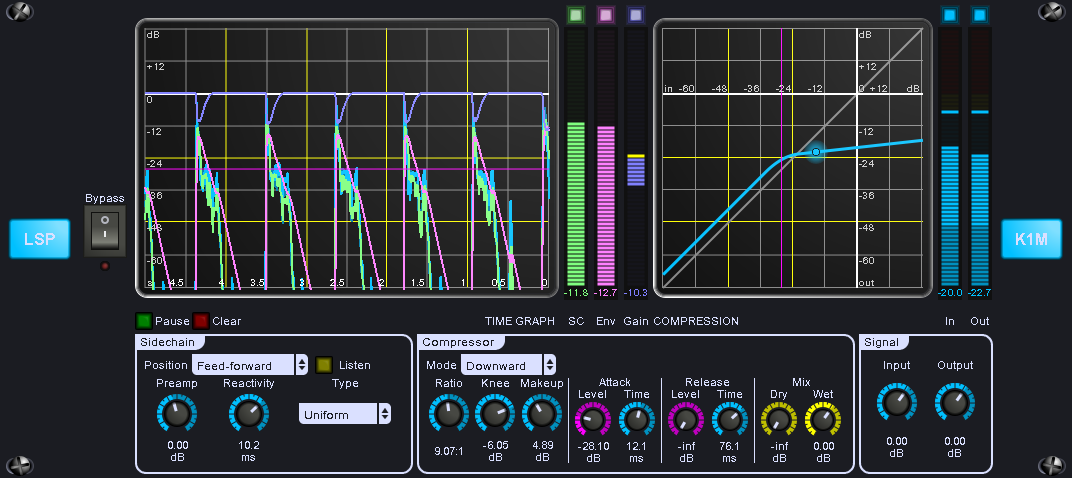 dB
+12
0
-12
-24
-36
-48
-60
s 4.5 4 3.5 3 2.5 2 1.5 1 0.5 0
dB
in -60 -48 -36 -24 -12 0 +12 dB
+12
-12
-24
-36
-48
-60
out
Bypass
LSP
K1M
-11.8 -12.7 -10.3 -20.0 -22.7
Pause Clear TIME GRAPH SC Env Gain COMPRESSION In Out
Sidechain
Position Feed-forward Listen
Preamp Reactivity Type
Uniform
0.00 dB
10.2 ms
Compressor
Mode Downward
Ratio Knee Makeup
9.07:1
-6.05 dB
4.89 dB
Attack
Level Time
-28.10 dB
12.1 ms
Release
Level Time
-inf dB
76.1 ms
Mix
Dry Wet
-inf dB
0.00 dB
Signal
Input Output
0.00 dB
0.00 dB